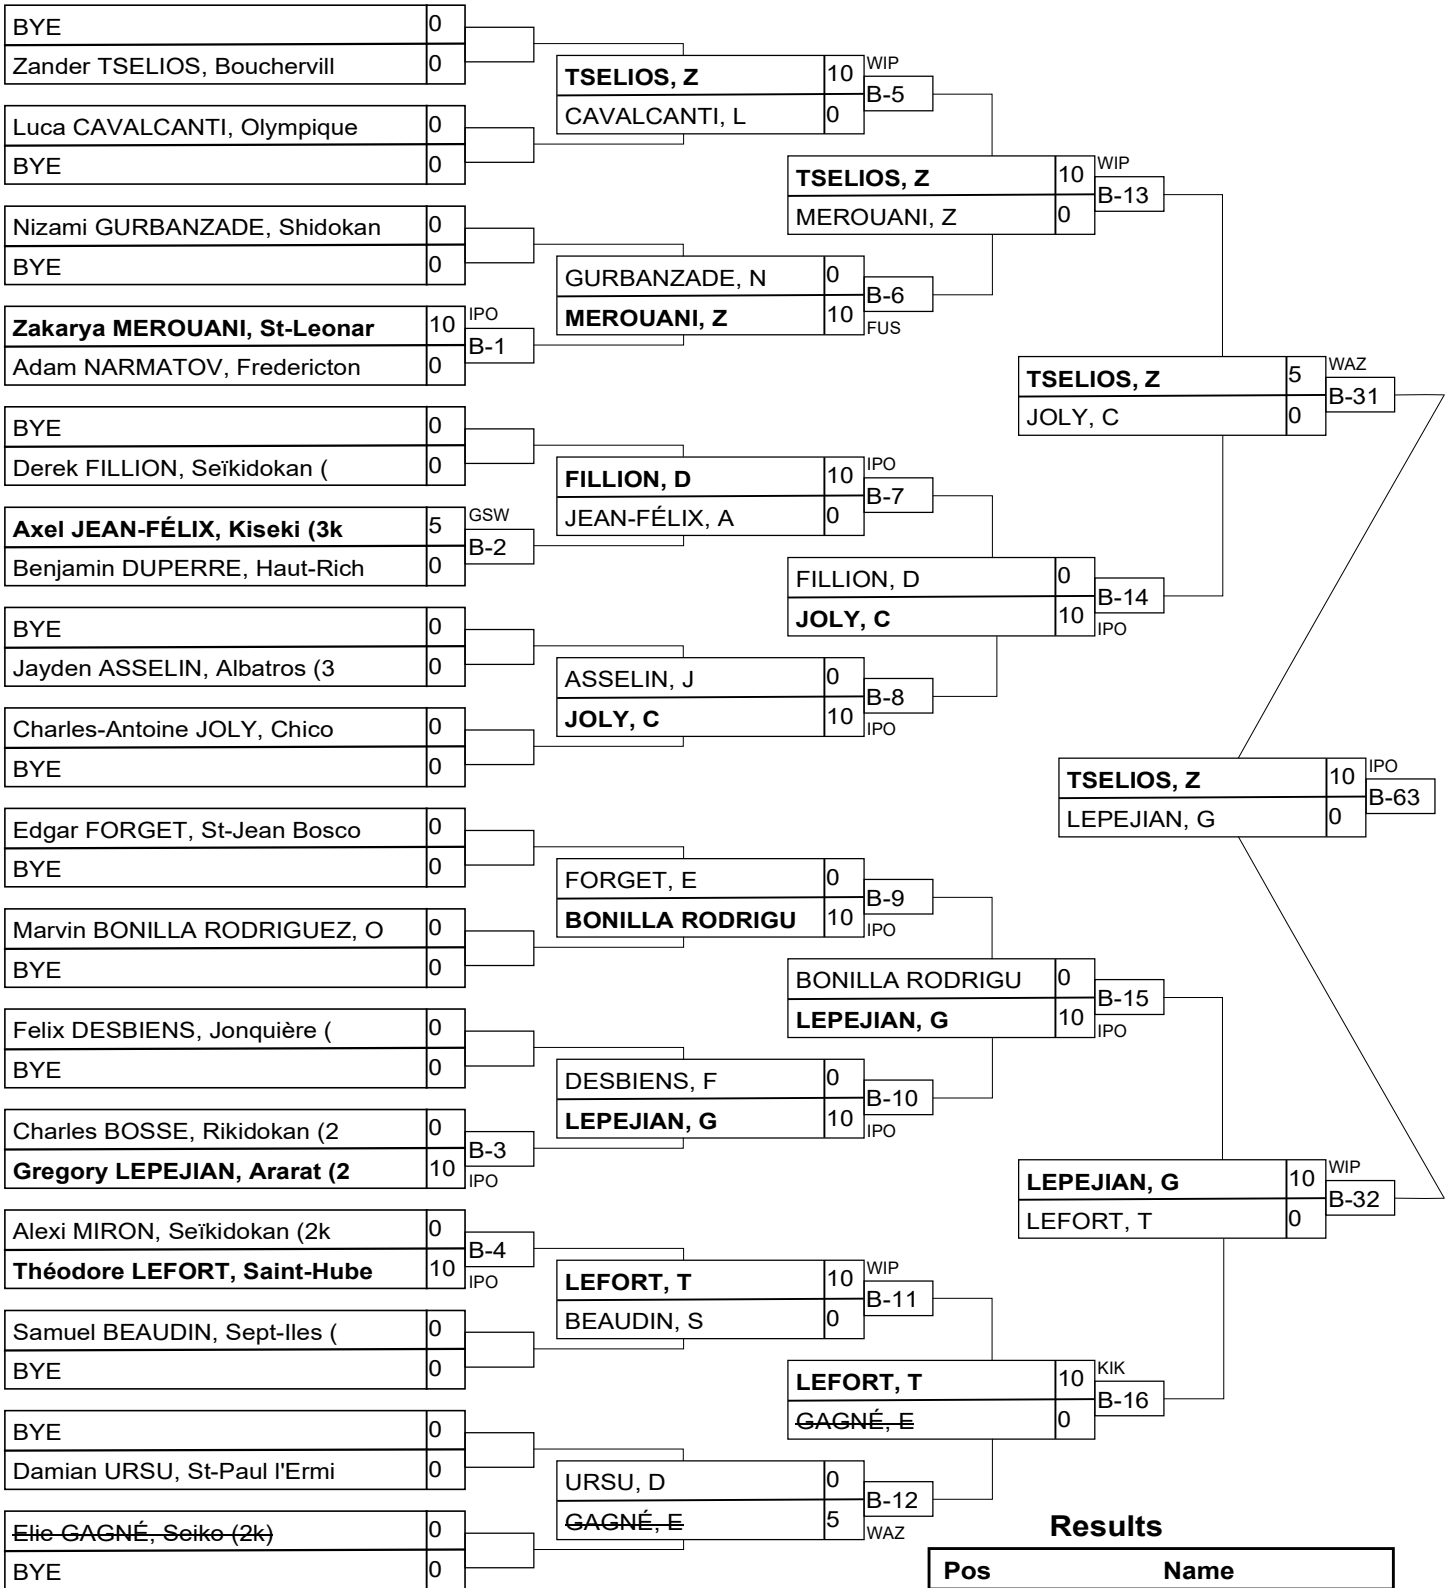 BYE 0
Zander TSELIOS, Bouchervill 0
Luca CAVALCANTI, Olympique 0
BYE 0
Nizami GURBANZADE, Shidokan 0
BYE 0
Zakarya MEROUANI, St-Leonar 10 IPO
B-1
Adam NARMATOV, Fredericton 0
BYE 0
Derek FILLION, Seïkidokan ( 0
Axel JEAN-FÉLIX, Kiseki (3k 5 GSW
B-2
Benjamin DUPERRE, Haut-Rich 0
BYE 0
Jayden ASSELIN, Albatros (3 0
Charles-Antoine JOLY, Chico 0
BYE 0
Edgar FORGET, St-Jean Bosco 0
BYE 0
Marvin BONILLA RODRIGUEZ, O 0
BYE 0
Felix DESBIENS, Jonquière ( 0
BYE 0
Charles BOSSE, Rikidokan (2 0
B-3
Gregory LEPEJIAN, Ararat (2 10 IPO
Alexi MIRON, Seïkidokan (2k 0
B-4
Théodore LEFORT, Saint-Hube 10 IPO
Samuel BEAUDIN, Sept-Iles ( 0
BYE 0
BYE 0
Damian URSU, St-Paul l'Ermi 0
Elie GAGNÉ, Seiko (2k) 0
BYE 0
TSELIOS, Z 10 WIP
B-5
CAVALCANTI, L 0
GURBANZADE, N 0
B-6
MEROUANI, Z 10 FUS
FILLION, D 10 IPO
B-7
JEAN-FÉLIX, A 0
ASSELIN, J 0
B-8
JOLY, C 10 IPO
FORGET, E 0
B-9
BONILLA RODRIGU 10 IPO
DESBIENS, F 0
B-10
LEPEJIAN, G 10 IPO
LEFORT, T 10 WIP
B-11
BEAUDIN, S 0
URSU, D 0
B-12
GAGNÉ, E 5 WAZ
TSELIOS, Z 10 WIP
B-13
MEROUANI, Z 0
FILLION, D 0
B-14
JOLY, C 10 IPO
BONILLA RODRIGU 0
B-15
LEPEJIAN, G 10 IPO
LEFORT, T 10 KIK
B-16
GAGNÉ, E 0
TSELIOS, Z 5 WAZ
B-31
JOLY, C 0
LEPEJIAN, G 10 WIP
B-32
LEFORT, T 0
TSELIOS, Z 10 IPO
B-63
LEPEJIAN, G 0
Results
Pos Name